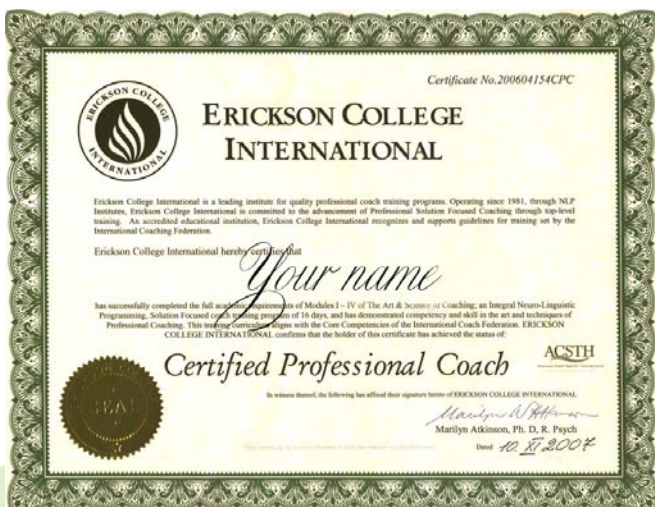 Certificate No.200604154CPC
ERICKSON COLLEGE
INTERNATIONAL
ERICKSON COLLEGE
INTERNATIONAL
Erickson College International is a leading institute for quality professional coach training programs. Operating since 1981, through NLP
Institutes, Erickson College International is committed to the advancement of Professional Solution Focused Coaching through top-level
training. An accredited educational institution, Erickson College International recognizes and supports guidelines for training set by the
International Coaching Federation.
Erickson College International hereby certifies that
Your name
has successfully completed the full academic requirements of Modules I – IV of The Art & Science of Coaching; an Integral Neuro-Linguistic
Programming, Solution Focused coach training program of 16 days, and has demonstrated competency and skill in the art and techniques of
Professional Coaching. This training curriculum aligns with the Core Competencies of the International Coach Federation. ERICKSON
COLLEGE INTERNATIONAL confirms that the holder of this certificate has achieved the status of:
Certified Professional Coach
ACSTH
In witness thereof, the following has affixed their signature hereto of ERICKSON COLLEGE INTERNATIONAL
SEAL
Marilyn Atkinson, Ph. D, R. Psych
Dated 10. XI 2007